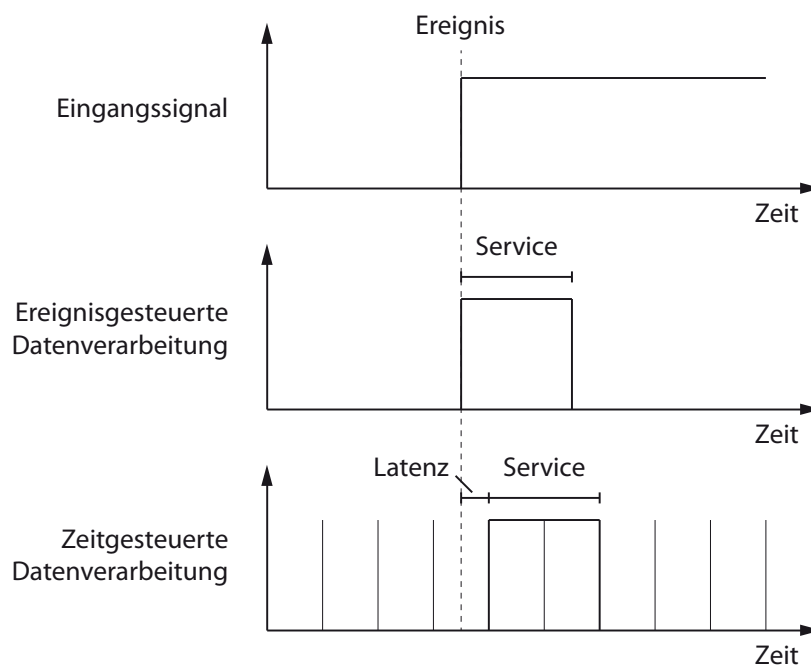 Ereignis
Eingangssignal
Zeit
Service
Ereignisgesteuerte
Datenverarbeitung
Zeit
Latenz
Service
Zeitgesteuerte
Datenverarbeitung
Zeit